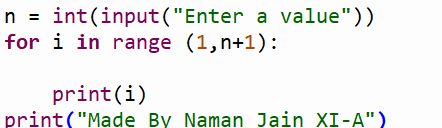 n = int(input("Enter a value"))
for i in range (1,n+1):
    print(i)
print("Made By Naman Jain XI-A")